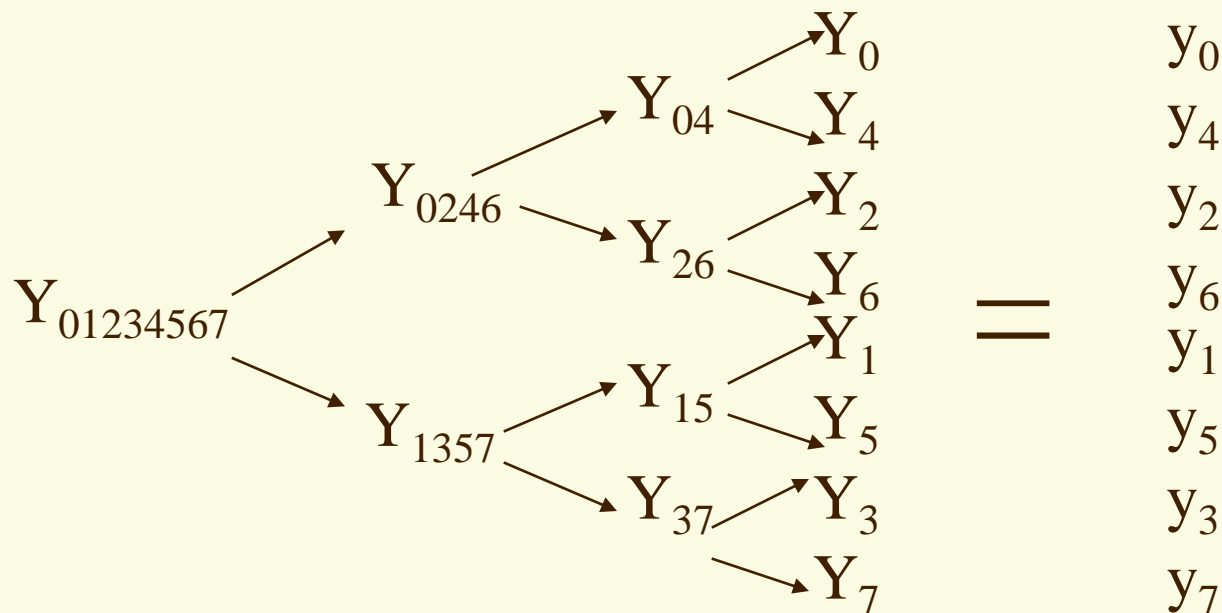 Y₀ y₀
Y₀₄ Y₄ y₄
Y₀₂₄₆ Y₂ y₂
Y₂₆ Y₆ y₆
Y₀₁₂₃₄₅₆₇ = 
Y₁ y₁
Y₁₅ Y₅ y₅
Y₁₃₅₇
Y₃₇ Y₃ y₃
Y₇ y₇